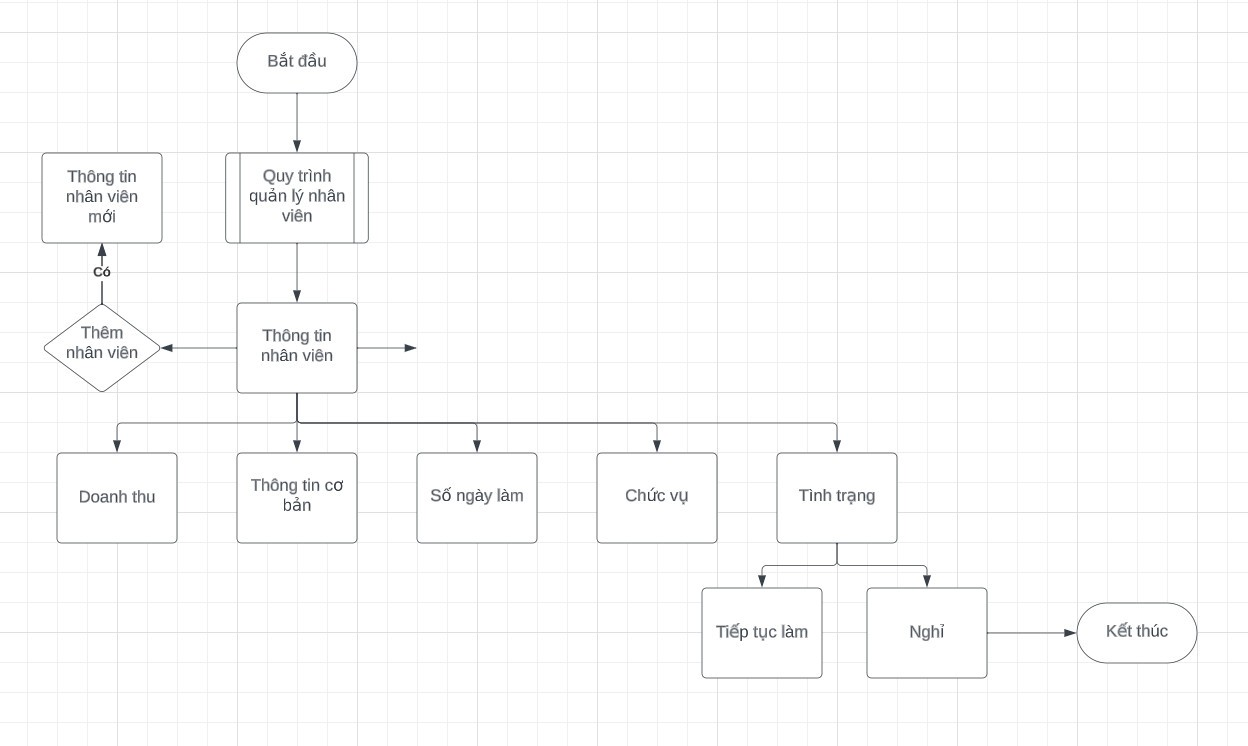 Bắt đầu
Thông tin
nhân viên
mới
Quy trình
quản lý nhân
viên
Có
Thêm
nhân viên
Thông tin
nhân viên
Doanh thu
Thông tin cơ
bản
Số ngày làm
Chức vụ
Tình trạng
Tiếp tục làm
Nghỉ
Kết thúc